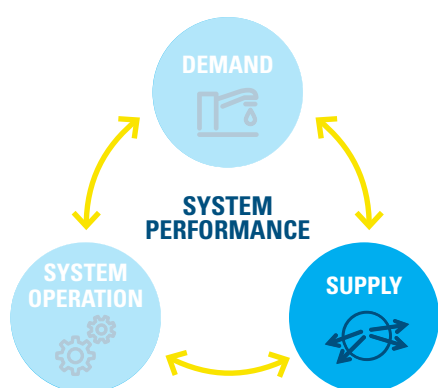 DEMAND
SYSTEM
PERFORMANCE
SYSTEM
OPERATION
SUPPLY